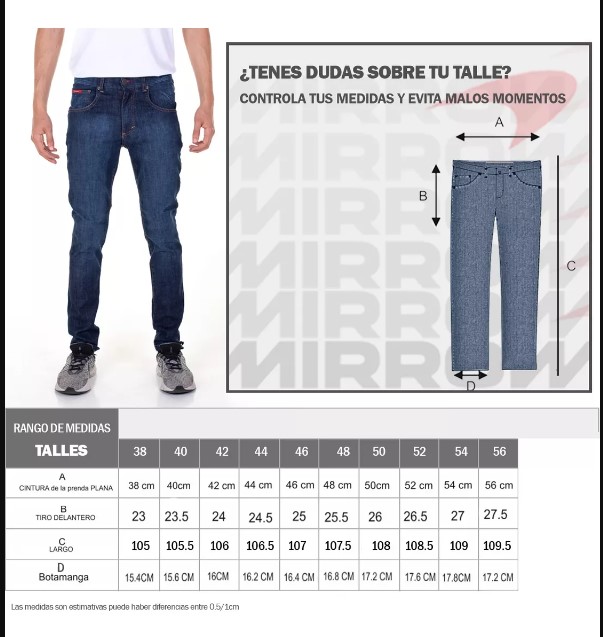 ¿TENES DUDAS SOBRE TU TALLE?
CONTROLA TUS MEDIDAS Y EVITA MALOS MOMENTOS
A
B
C
D
MIRROW
MIRROW
MIRROW
MIRROW
MIRROW
RANGO DE MEDIDAS
TALLES 38 40 42 44 46 48 50 52 54 56
A
CINTURA de la prenda PLANA 38 cm 40cm 42 cm 44 cm 46 cm 48 cm 50cm 52 cm 54 cm 56 cm
B
TIRO DELANTERO 23 23.5 24 24.5 25 25.5 26 26.5 27 27.5
C
LARGO 105 105.5 106 106.5 107 107.5 108 108.5 109 109.5
D
Botamanga 15.4CM 15.6 CM 16CM 16.2 CM 16.4 CM 16.8 CM 17.2 CM 17.6 CM 17.8CM 17.2 CM
Las medidas son estimativas puede haber diferencias entre 0.5/1cm